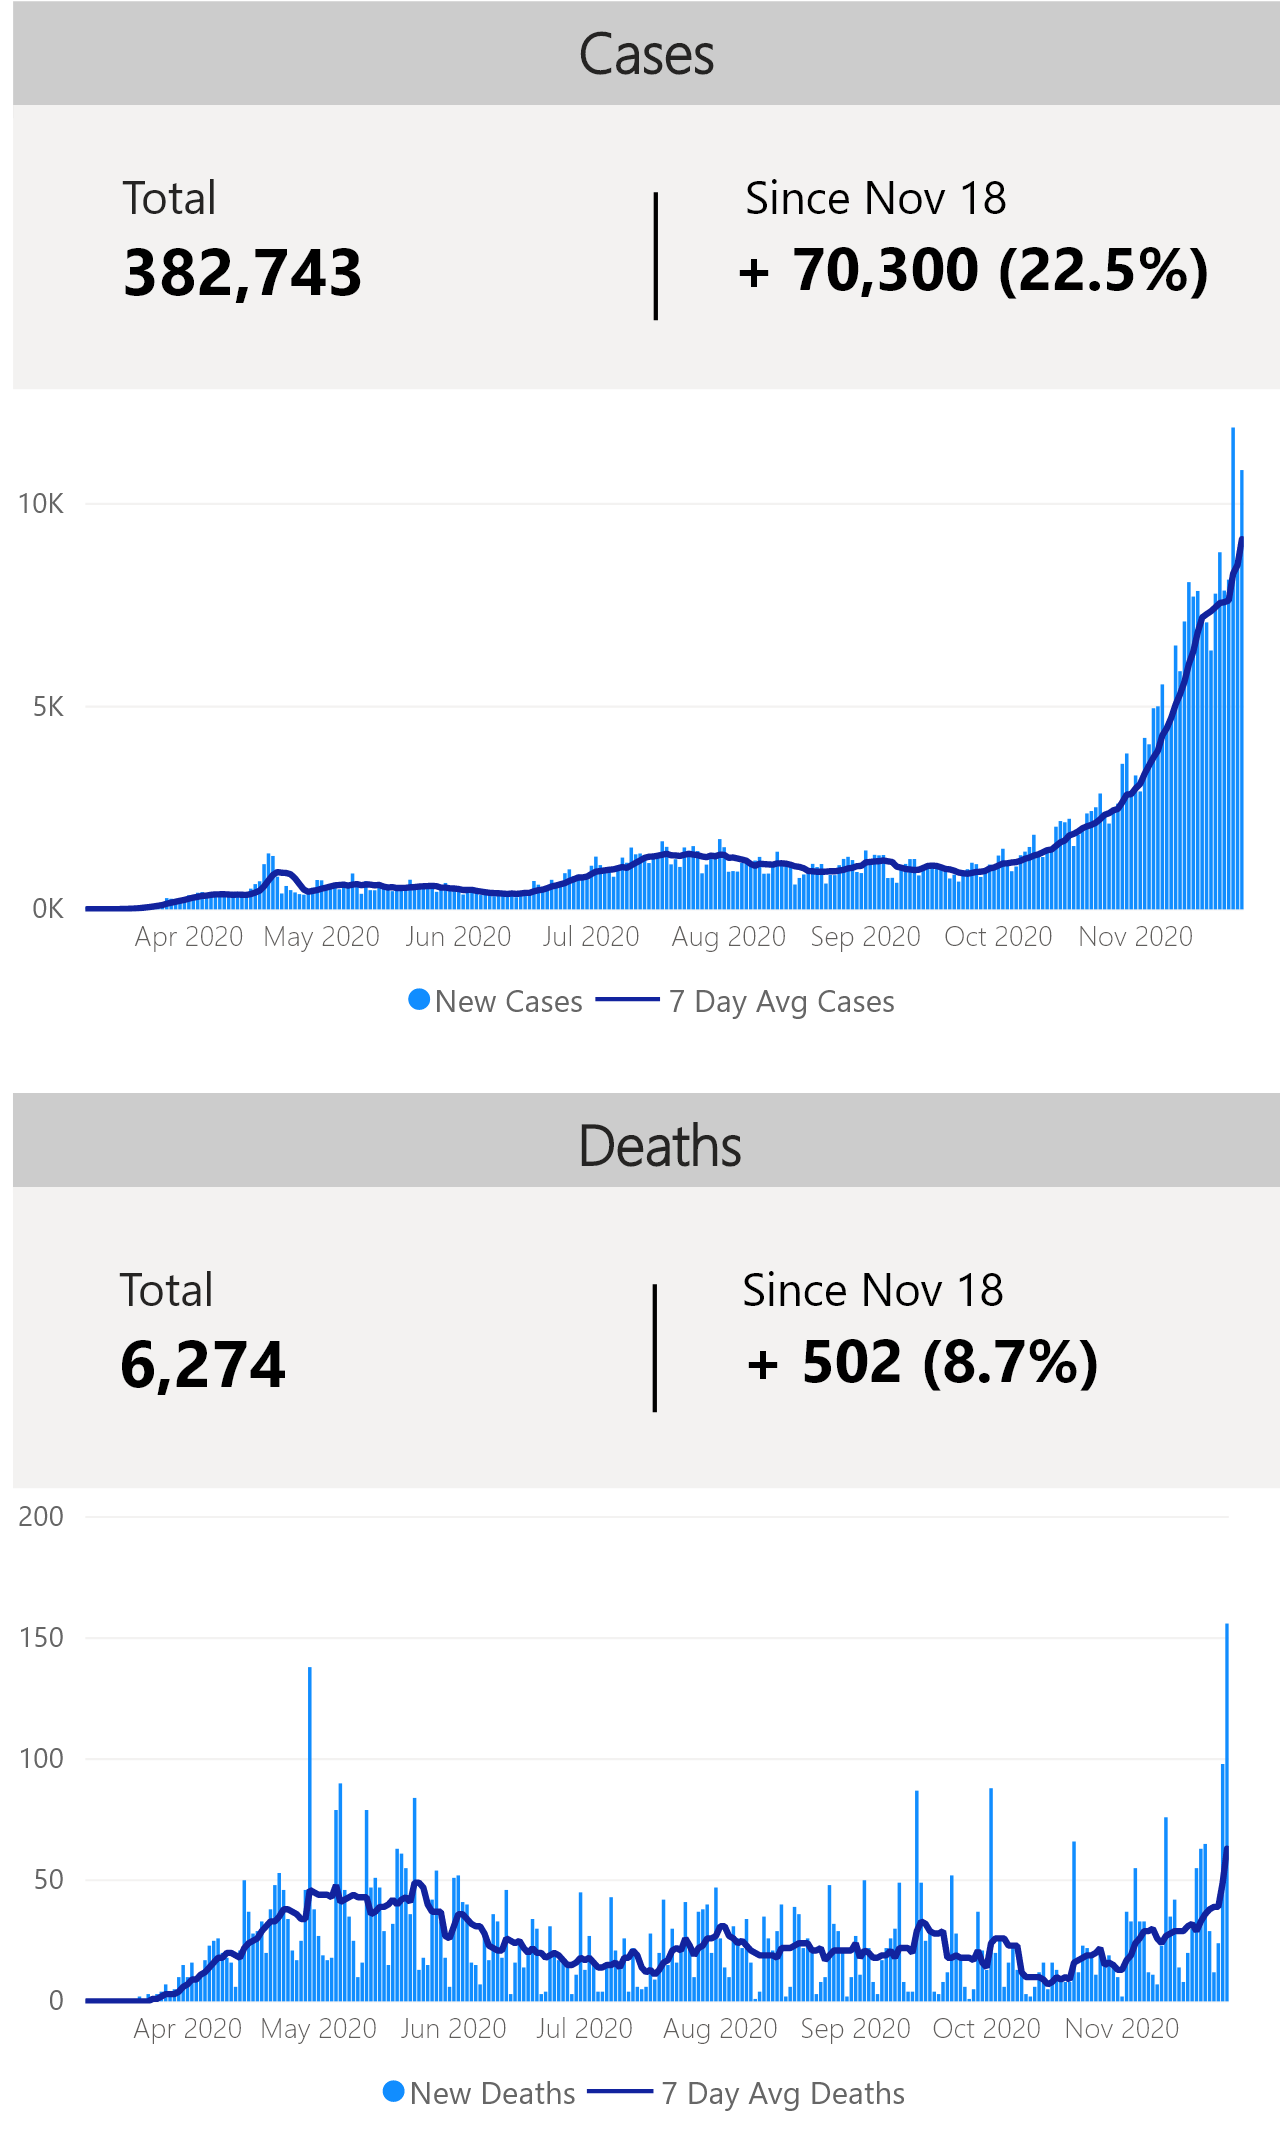 Cases
Total
Since Nov 18
382,743
+ 70,300 (22.5%)
10K
5K
0K
Apr 2020 May 2020 Jun 2020 Jul 2020 Aug 2020 Sep 2020 Oct 2020 Nov 2020
New Cases 7 Day Avg Cases
Deaths
Total
Since Nov 18
6,274
+ 502 (8.7%)
200
150
100
50
0
Apr 2020 May 2020 Jun 2020 Jul 2020 Aug 2020 Sep 2020 Oct 2020 Nov 2020
New Deaths 7 Day Avg Deaths